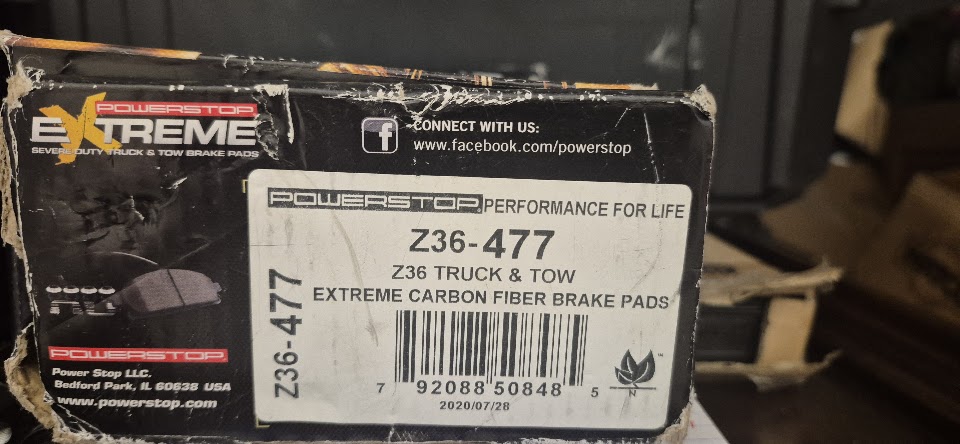 POWERSTOP
EXTREME
SEVERE DUTY TRUCK & TOW BRAKE PADS
f
CONNECT WITH US:
www.facebook.com/powerstop
POWERSTOP PERFORMANCE FOR LIFE
Z36-477
Z36 TRUCK & TOW
EXTREME CARBON FIBER BRAKE PADS
Z36-477
7 92088 50848 5
2020/07/28
N
TM
POWERSTOP
Power Stop LLC.
Bedford Park, IL 60638 USA
www.powerstop.com